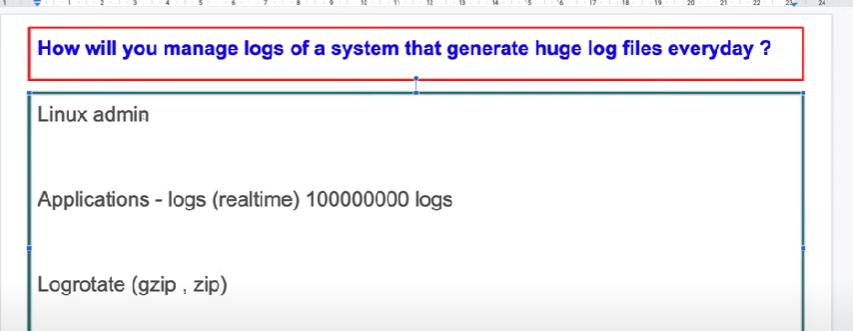 How will you manage logs of a system that generate huge log files everyday ?
Linux admin
Applications - logs (realtime) 100000000 logs
Logrotate (gzip , zip)